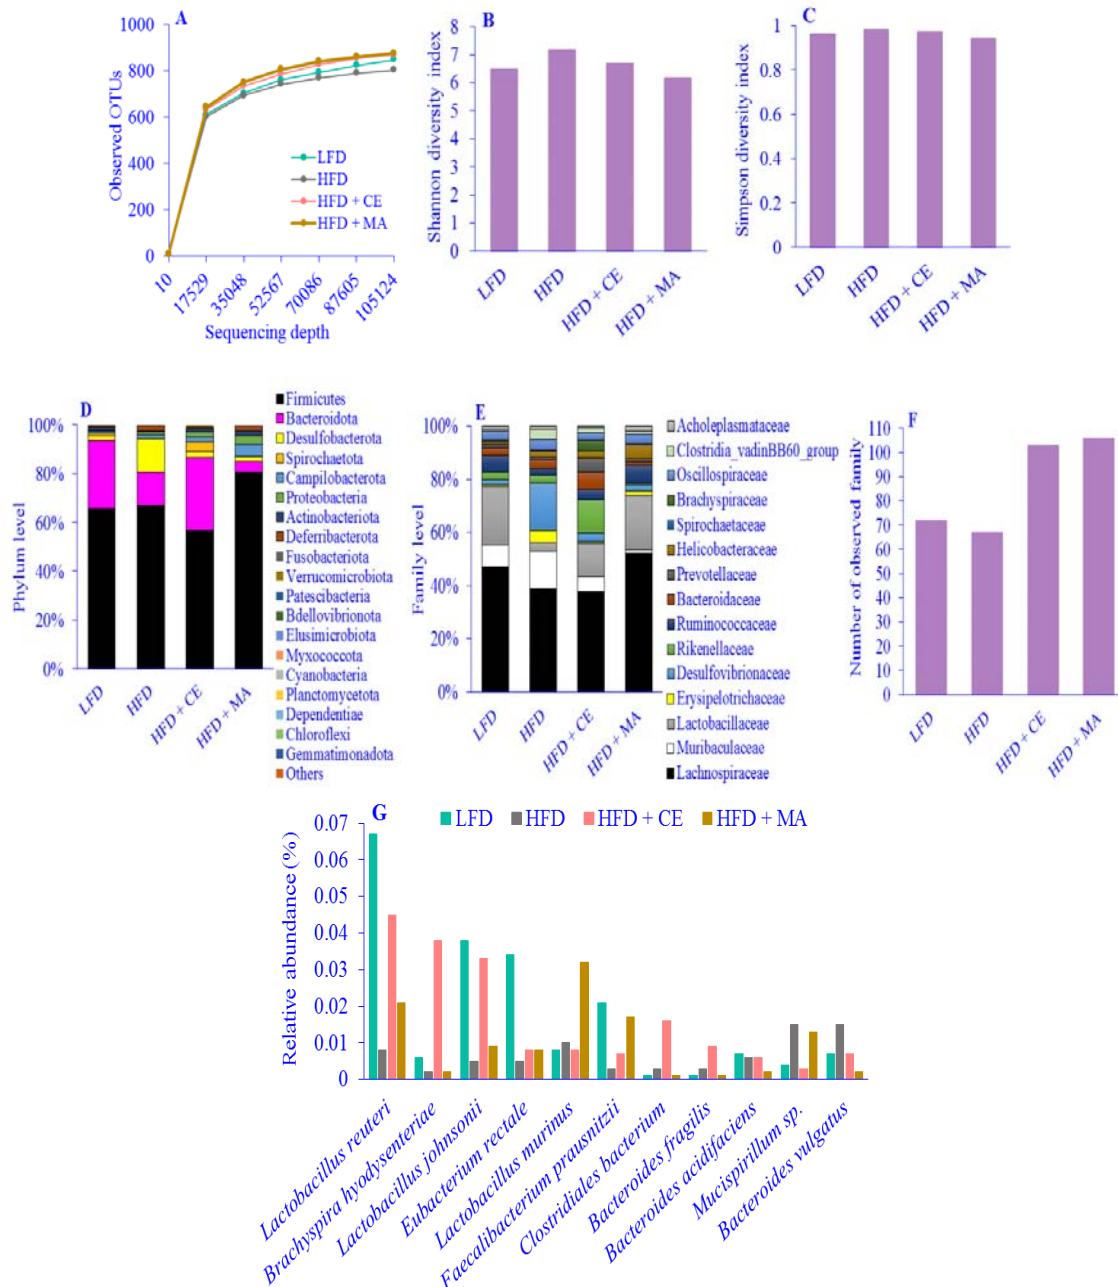 A
Observed OTUs
1000
800
600
400
200
0
LFD
HFD
HFD + CE
HFD + MA
10
17529
35048
52567
70086
87605
105124
Sequencing depth
B
Shannon diversity index
8
7
6
5
4
3
2
1
0
LFD
HFD
HFD + CE
HFD + MA
C
Simpson diversity index
1
0.8
0.6
0.4
0.2
0
LFD
HFD
HFD + CE
HFD + MA
D
Phylum level
100%
80%
60%
40%
20%
0%
LFD
HFD
HFD + CE
HFD + MA
Firmicutes
Bacteroidota
Desulfobacterota
Spirochaetota
Campilobacterota
Proteobacteria
Actinobacteriota
Deferribacterota
Fusobacteriota
Verrucomicrobiota
Patescibacteria
Bdellovibrionota
Elusimicrobiota
Myxococcota
Cyanobacteria
Planctomycetota
Dependentiae
Chloroflexi
Gemmatimonadota
Others
E
Family level
100%
80%
60%
40%
20%
0%
LFD
HFD
HFD + CE
HFD + MA
Acholeplasmataceae
Clostridia_vadinBB60_group
Oscillospiraceae
Brachyspiraceae
Spirochaetaceae
Helicobacteraceae
Prevotellaceae
Bacteroidaceae
Ruminococcaceae
Rikenellaceae
Desulfovibrionaceae
Erysipelotrichaceae
Lactobacillaceae
Muribaculaceae
Lachnospiraceae
F
Number of observed family
110
100
90
80
70
60
50
40
30
20
10
0
LFD
HFD
HFD + CE
HFD + MA
G
LFD HFD HFD + CE HFD + MA
Relative abundance (%)
0.07
0.06
0.05
0.04
0.03
0.02
0.01
0
Lactobacillus reuteri
Brachyspira hyodysenteriae
Lactobacillus johnsonii
Eubacterium rectale
Lactobacillus murinus
Faecalibacterium prausnitzii
Clostridiales bacterium
Bacteroides fragilis
Bacteroides acidifaciens
Mucispirillum sp.
Bacteroides vulgatus